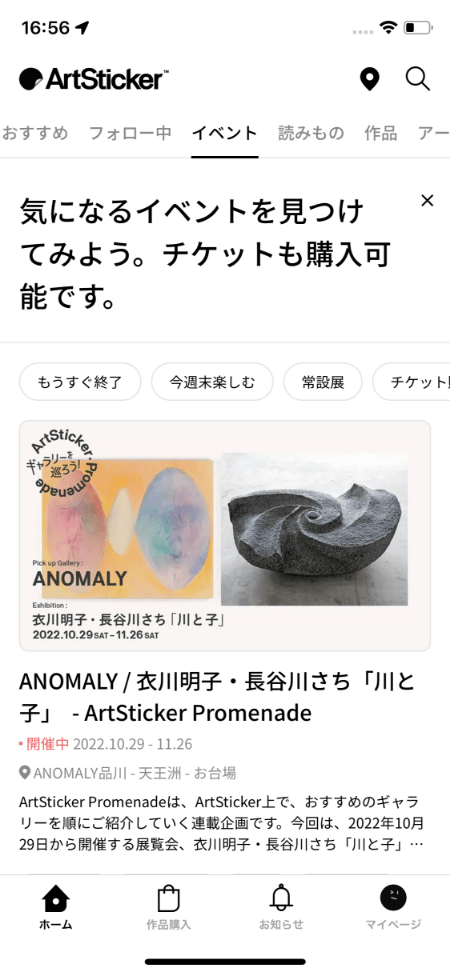 16:56
ArtSticker™
おすすめ フォロー中 イベント 読みもの 作品 アー
気になるイベントを見つけ
てみよう。チケットも購入可
能です。
もうすぐ終了 今週末楽しむ 常設展 チケット
ArtSticker・Promenade
ギャラリーを
巡ろう!
Pick up Gallery :
ANOMALY
Exhibition :
衣川明子・長谷川さち「川と子」
2022.10.29 SAT – 11.26 SAT
ANOMALY / 衣川明子・長谷川さち「川と
子」 - ArtSticker Promenade
開催中 2022.10.29 - 11.26
ANOMALY品川 - 天王洲 - お台場
ArtSticker Promenadeは、ArtSticker上で、おすすめのギャラ
リーを順にご紹介していく連載企画です。今回は、2022年10月
29日から開催する展覧会、衣川明子・長谷川さち「川と子」…
ホーム 作品購入 お知らせ マイページ